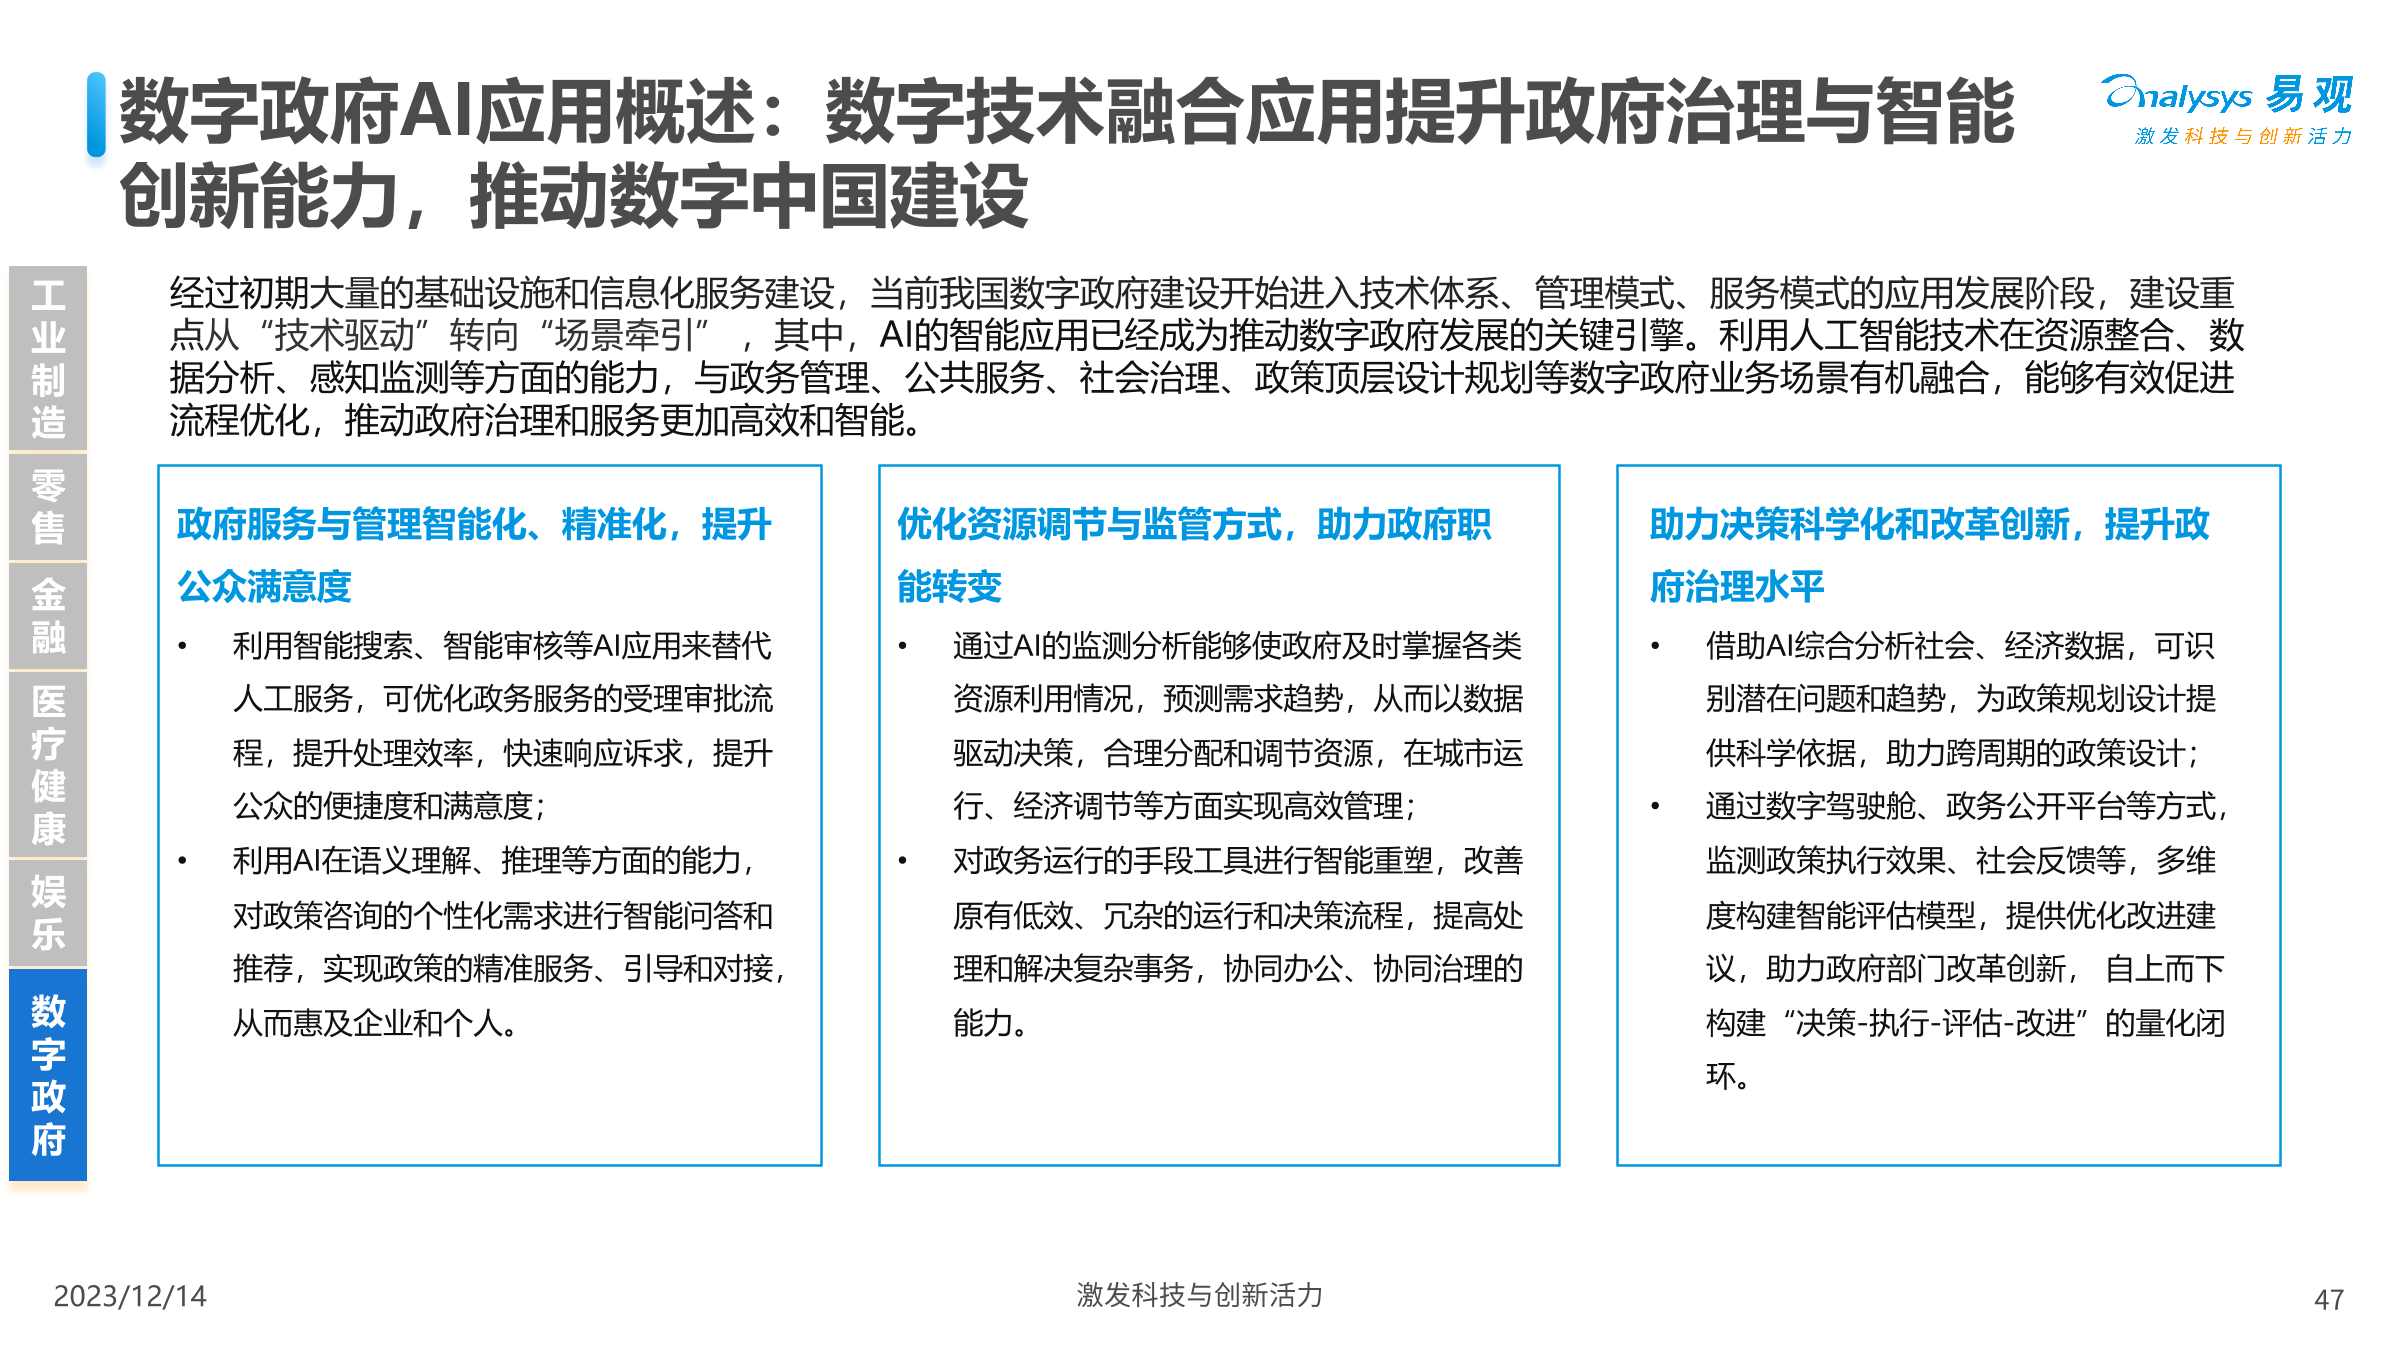 数字政府AI应用概述：数字技术融合应用提升政府治理与智能
创新能力，推动数字中国建设
analysys 易观
激发科技与创新活力
工业制造
零售
金融
医疗健康
娱乐
数字政府
经过初期大量的基础设施和信息化服务建设，当前我国数字政府建设开始进入技术体系、管理模式、服务模式的应用发展阶段，建设重
点从“技术驱动”转向“场景牵引”，其中，AI的智能应用已经成为推动数字政府发展的关键引擎。利用人工智能技术在资源整合、数
据分析、感知监测等方面的能力，与政务管理、公共服务、社会治理、政策顶层设计规划等数字政府业务场景有机融合，能够有效促进
流程优化，推动政府治理和服务更加高效和智能。
政府服务与管理智能化、精准化，提升
公众满意度
• 利用智能搜索、智能审核等AI应用来替代
人工服务，可优化政务服务的受理审批流
程，提升处理效率，快速响应诉求，提升
公众的便捷度和满意度；
• 利用AI在语义理解、推理等方面的能力，
对政策咨询的个性化需求进行智能问答和
推荐，实现政策的精准服务、引导和对接，
从而惠及企业和个人。
优化资源调节与监管方式，助力政府职
能转变
• 通过AI的监测分析能够使政府及时掌握各类
资源利用情况，预测需求趋势，从而以数据
驱动决策，合理分配和调节资源，在城市运
行、经济调节等方面实现高效管理；
• 对政务运行的手段工具进行智能重塑，改善
原有低效、冗杂的运行和决策流程，提高处
理和解决复杂事务，协同办公、协同治理的
能力。
助力决策科学化和改革创新，提升政
府治理水平
• 借助AI综合分析社会、经济数据，可识
别潜在问题和趋势，为政策规划设计提
供科学依据，助力跨周期的政策设计；
• 通过数字驾驶舱、政务公开平台等方式，
监测政策执行效果、社会反馈等，多维
度构建智能评估模型，提供优化改进建
议，助力政府部门改革创新， 自上而下
构建“决策-执行-评估-改进”的量化闭
环。
2023/12/14
激发科技与创新活力
47